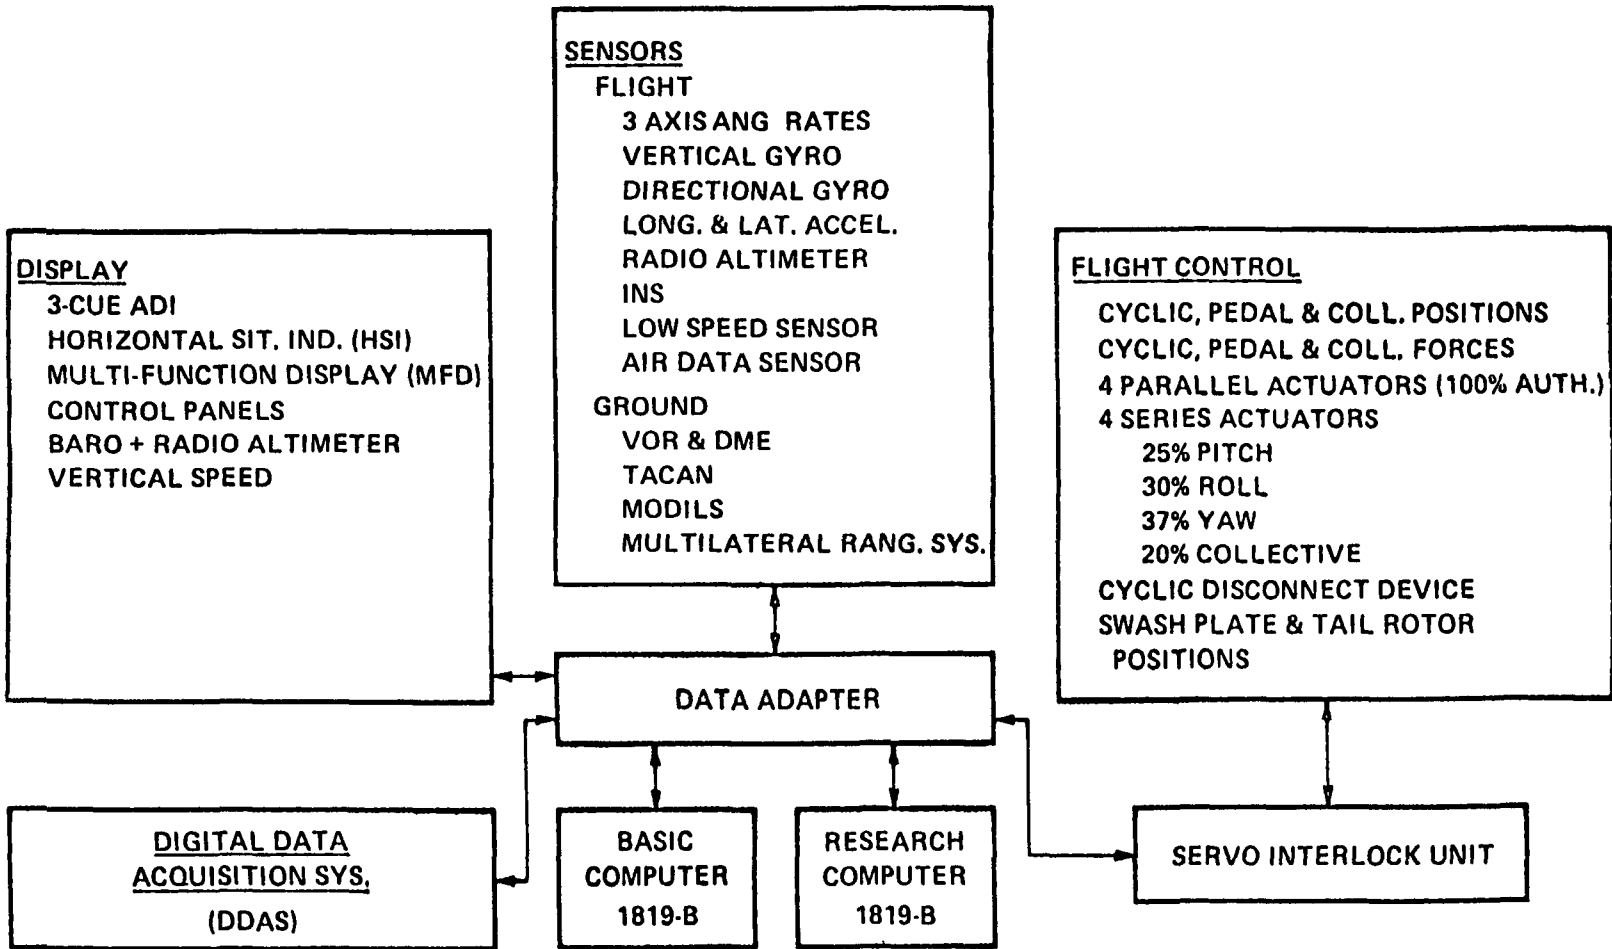 SENSORS
FLIGHT
3 AXIS ANG RATES
VERTICAL GYRO
DIRECTIONAL GYRO
LONG. & LAT. ACCEL.
RADIO ALTIMETER
INS
LOW SPEED SENSOR
AIR DATA SENSOR
GROUND
VOR & DME
TACAN
MODILS
MULTILATERAL RANG. SYS.
DISPLAY
3-CUE ADI
HORIZONTAL SIT. IND. (HSI)
MULTI-FUNCTION DISPLAY (MFD)
CONTROL PANELS
BARO + RADIO ALTIMETER
VERTICAL SPEED
FLIGHT CONTROL
CYCLIC, PEDAL & COLL. POSITIONS
CYCLIC, PEDAL & COLL. FORCES
4 PARALLEL ACTUATORS (100% AUTH.)
4 SERIES ACTUATORS
25% PITCH
30% ROLL
37% YAW
20% COLLECTIVE
CYCLIC DISCONNECT DEVICE
SWASH PLATE & TAIL ROTOR
POSITIONS
DATA ADAPTER
DIGITAL DATA
ACQUISITION SYS.
(DDAS)
BASIC
COMPUTER
1819-B
RESEARCH
COMPUTER
1819-B
SERVO INTERLOCK UNIT